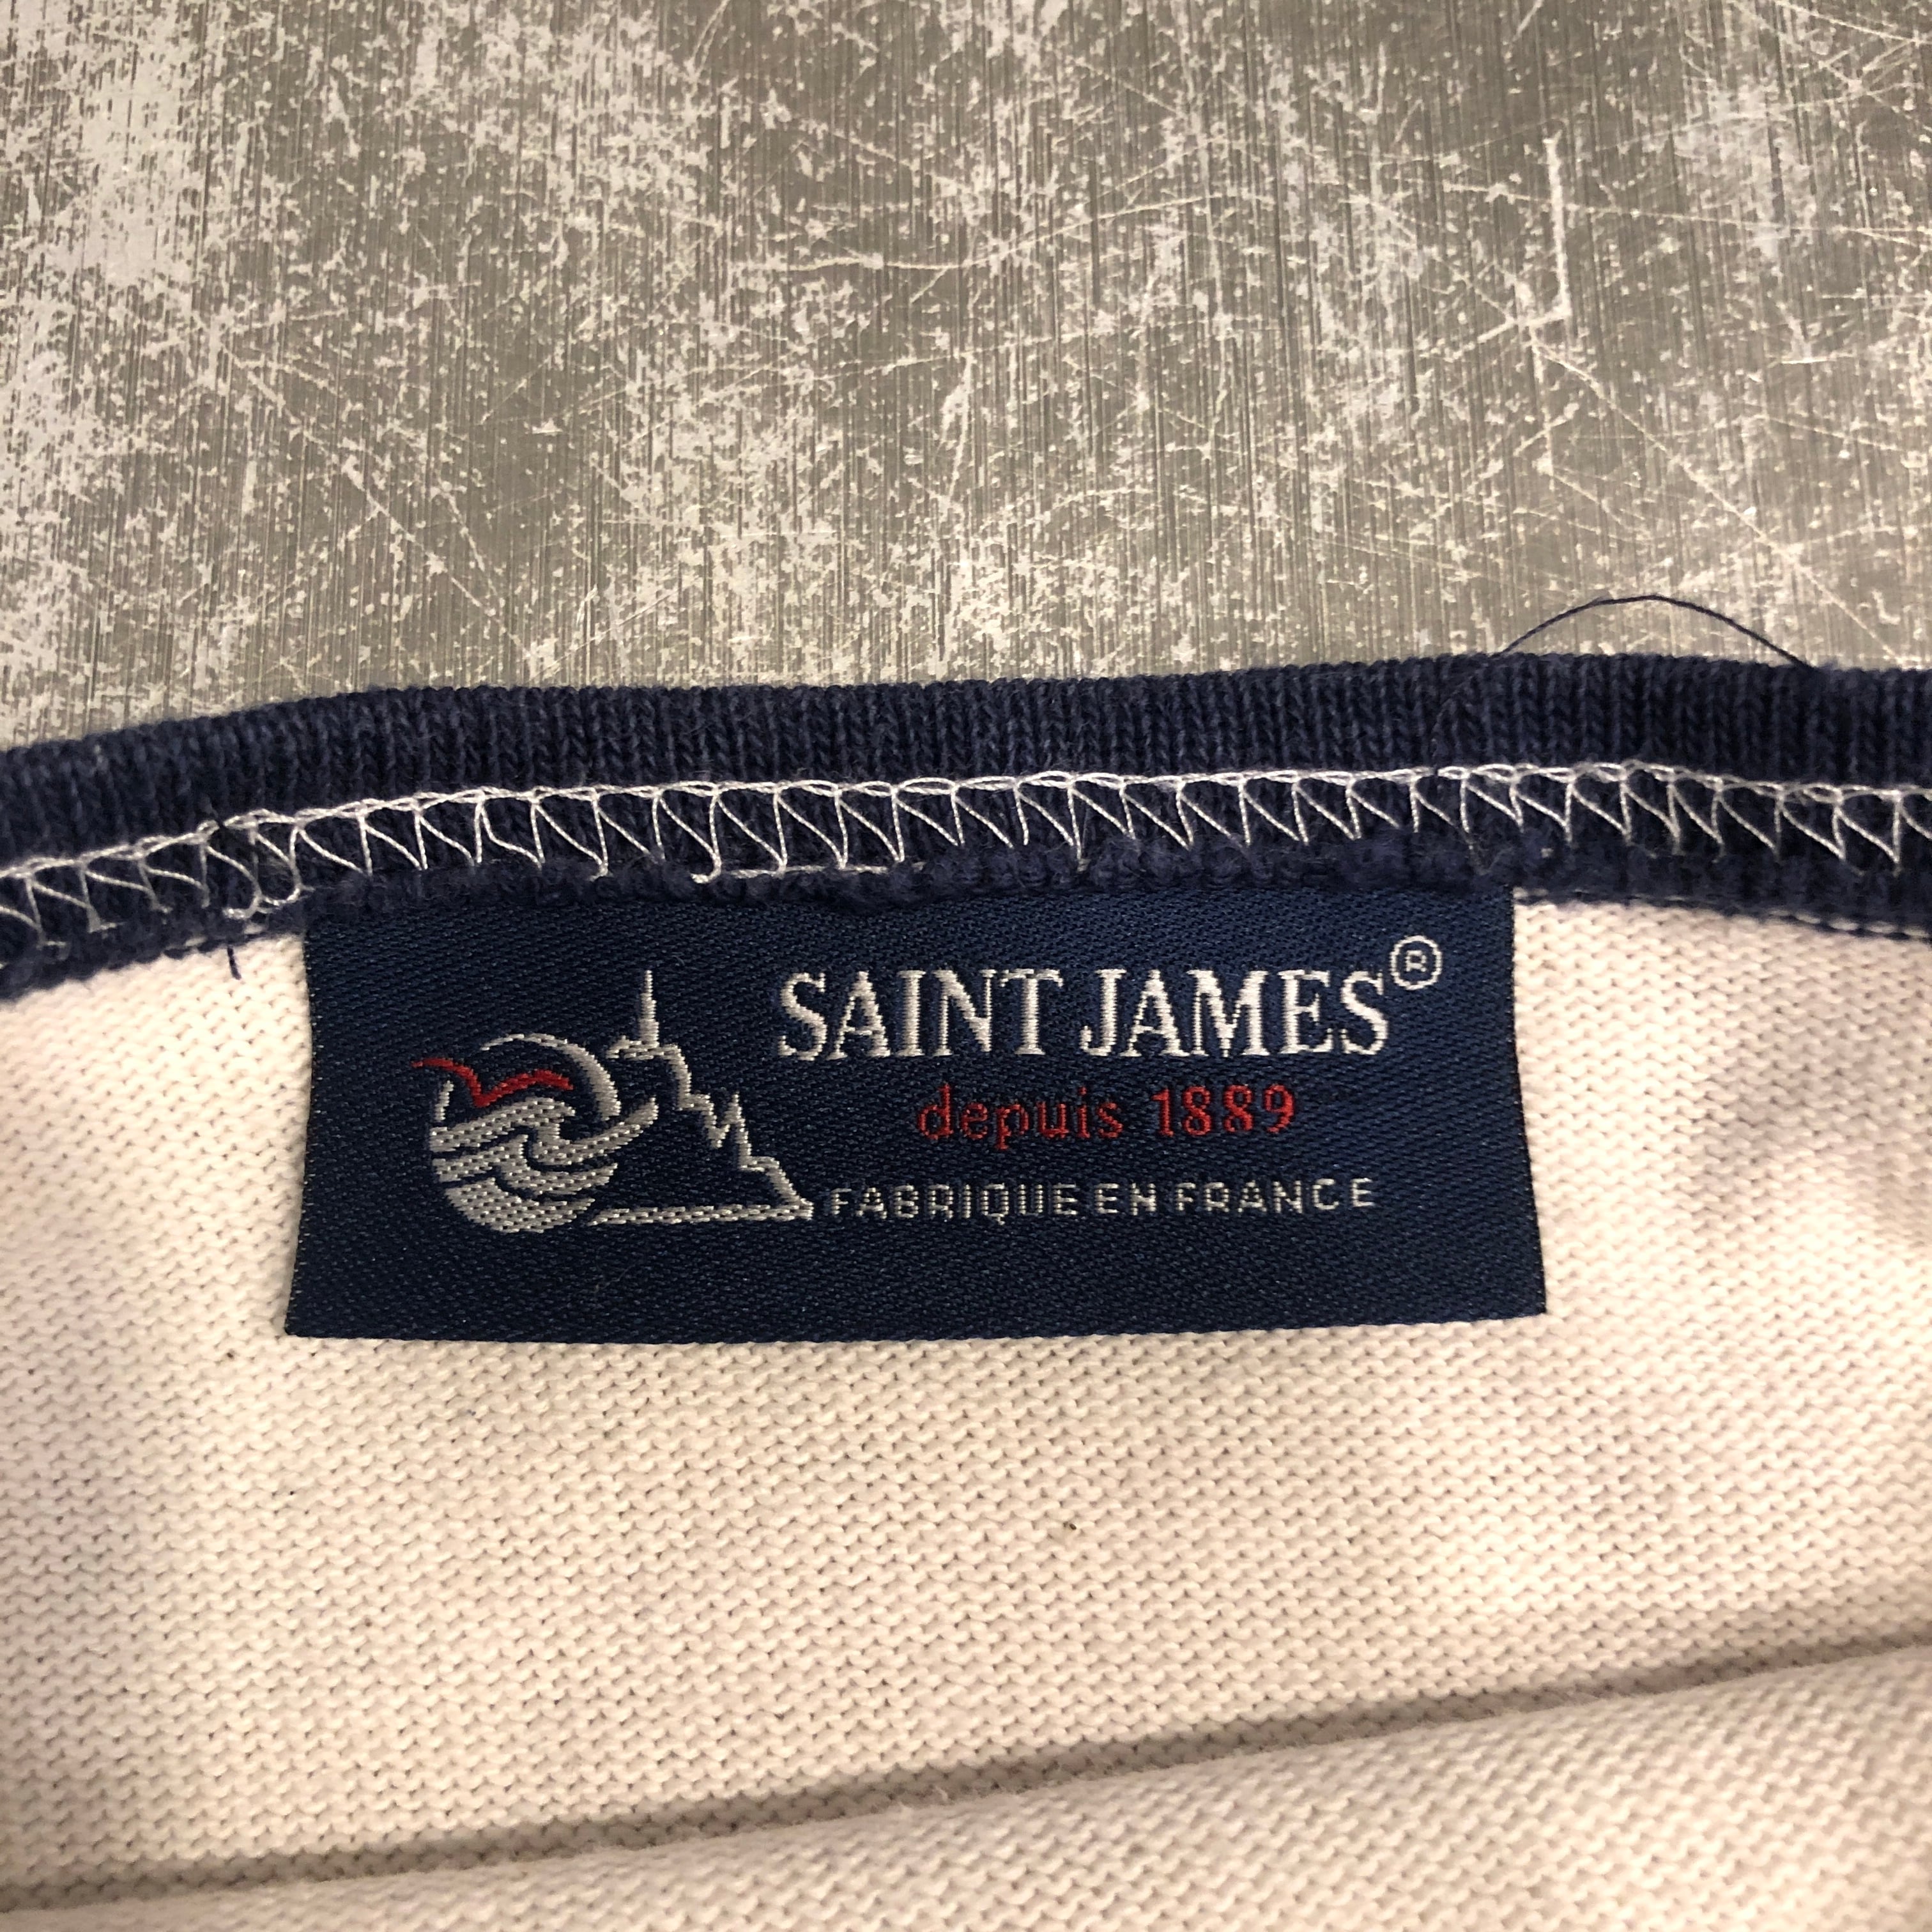 SAINT JAMES®
depuis 1889
FABRIQUE EN FRANCE